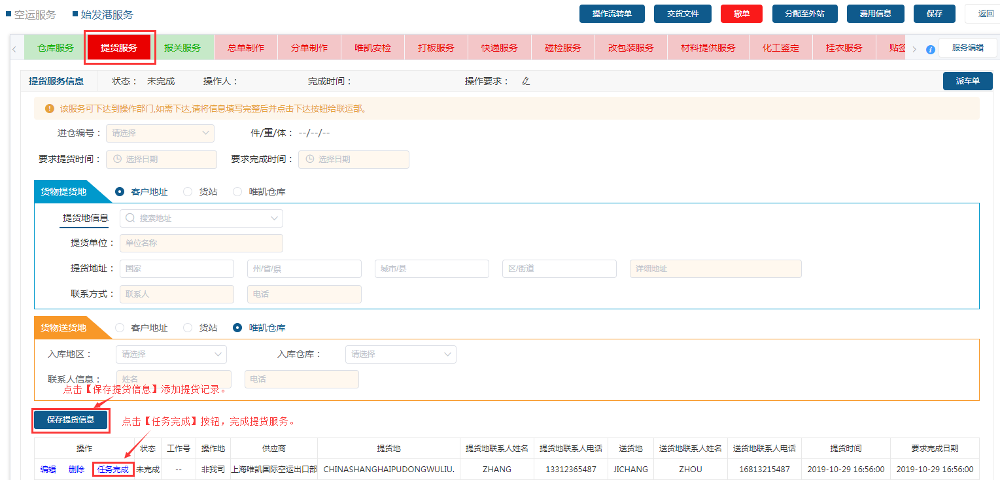 空运服务 始发港服务 操作流转单 交货文件 撤单 分配至外站 费用信息 保存 返回
仓库服务 提货服务 报关服务 总单制作 分单制作 唯凯安检 打板服务 快递服务 磁检服务 改包装服务 材料提供服务 化工鉴定 挂衣服务 贴签 服务编辑
提货服务信息 状态： 未完成 操作人： 完成时间： 操作要求： 派车单
该服务可下达到操作部门,如需下达,请将信息填写完整后并点击下达按钮给联运部。
进仓编号： 请选择 件/重/体： --/--/--
要求提货时间： 选择日期 要求完成时间： 选择日期
货物提货地 客户地址 货站 唯凯仓库
提货地信息 搜索地址
提货单位： 单位名称
提货地址： 国家 州/省/県 城市/县 区/街道 详细地址
联系方式： 联系人 电话
货物送货地 客户地址 货站 唯凯仓库
入库地区： 请选择 入库仓库： 请选择
联系人信息： 姓名 电话
点击【保存提货信息】添加提货记录。
保存提货信息 点击【任务完成】按钮，完成提货服务。
操作 状态 工作号 操作地 供应商 提货地 提货地联系人姓名 提货地联系人电话 送货地 送货地联系人姓名 送货地联系人电话 提货时间 要求完成日期
编辑 删除 任务完成 未完成 -- 非我司 上海唯凯国际空运出口部 CHINASHANGHAIPUDONGWULIU. ZHANG 13312365487 JICHANG ZHOU 16813215487 2019-10-29 16:56:00 2019-10-29 16:56:00